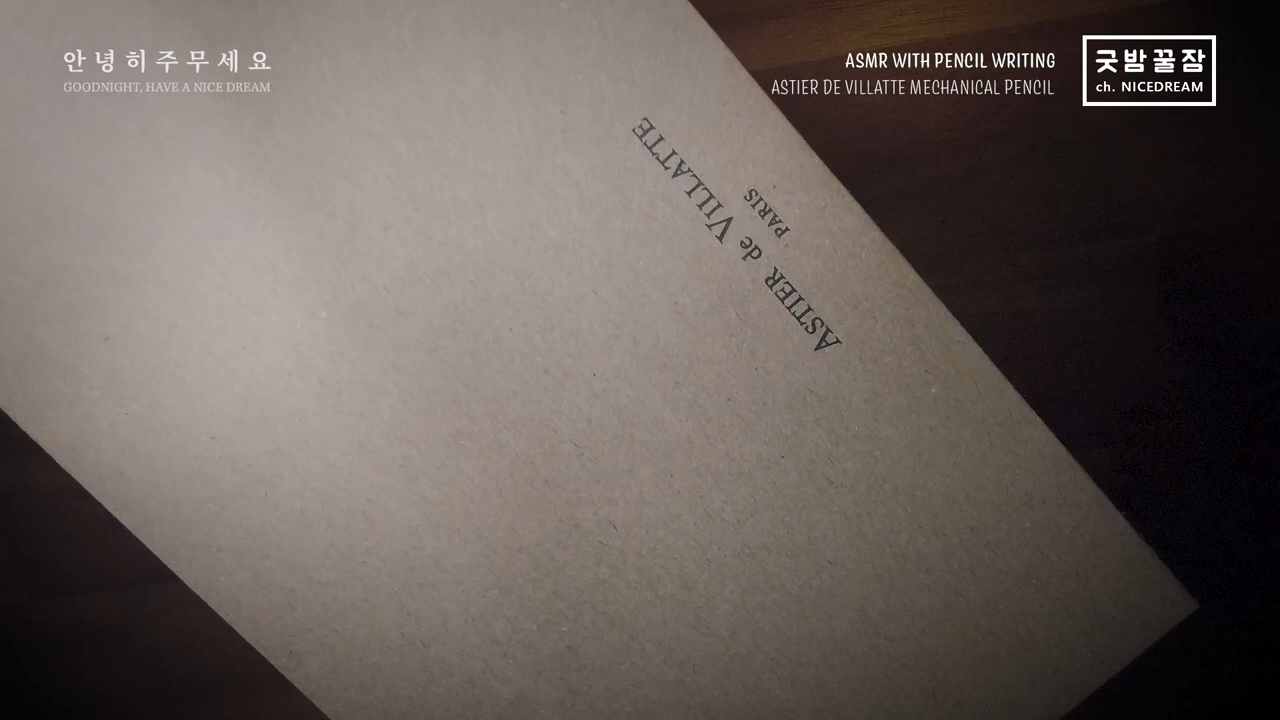 안녕히주무세요
GOODNIGHT, HAVE A NICE DREAM
ASMR WITH PENCIL WRITING
ASTIER DE VILLATTE MECHANICAL PENCIL
굿밤꿀잠
ch. NICEDREAM
ASTIER de VILLATTE
PARIS